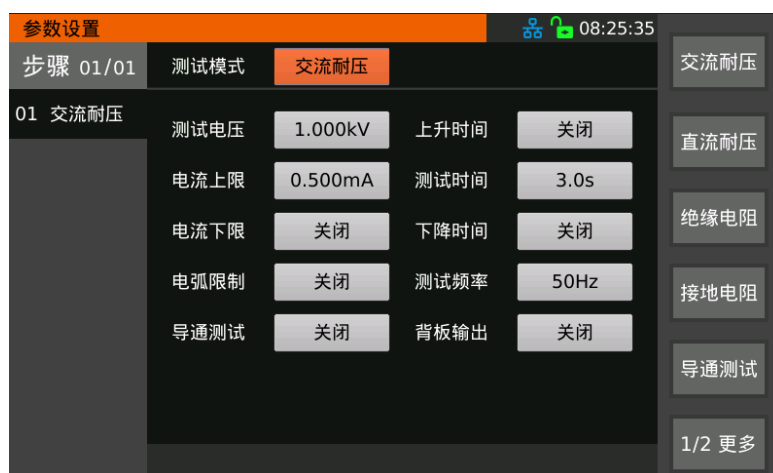 参数设置 08:25:35
步骤 01/01 测试模式 交流耐压
01 交流耐压
测试电压 1.000kV 上升时间 关闭
电流上限 0.500mA 测试时间 3.0s
电流下限 关闭 下降时间 关闭
电弧限制 关闭 测试频率 50Hz
导通测试 关闭 背板输出 关闭
交流耐压
直流耐压
绝缘电阻
接地电阻
导通测试
1/2 更多